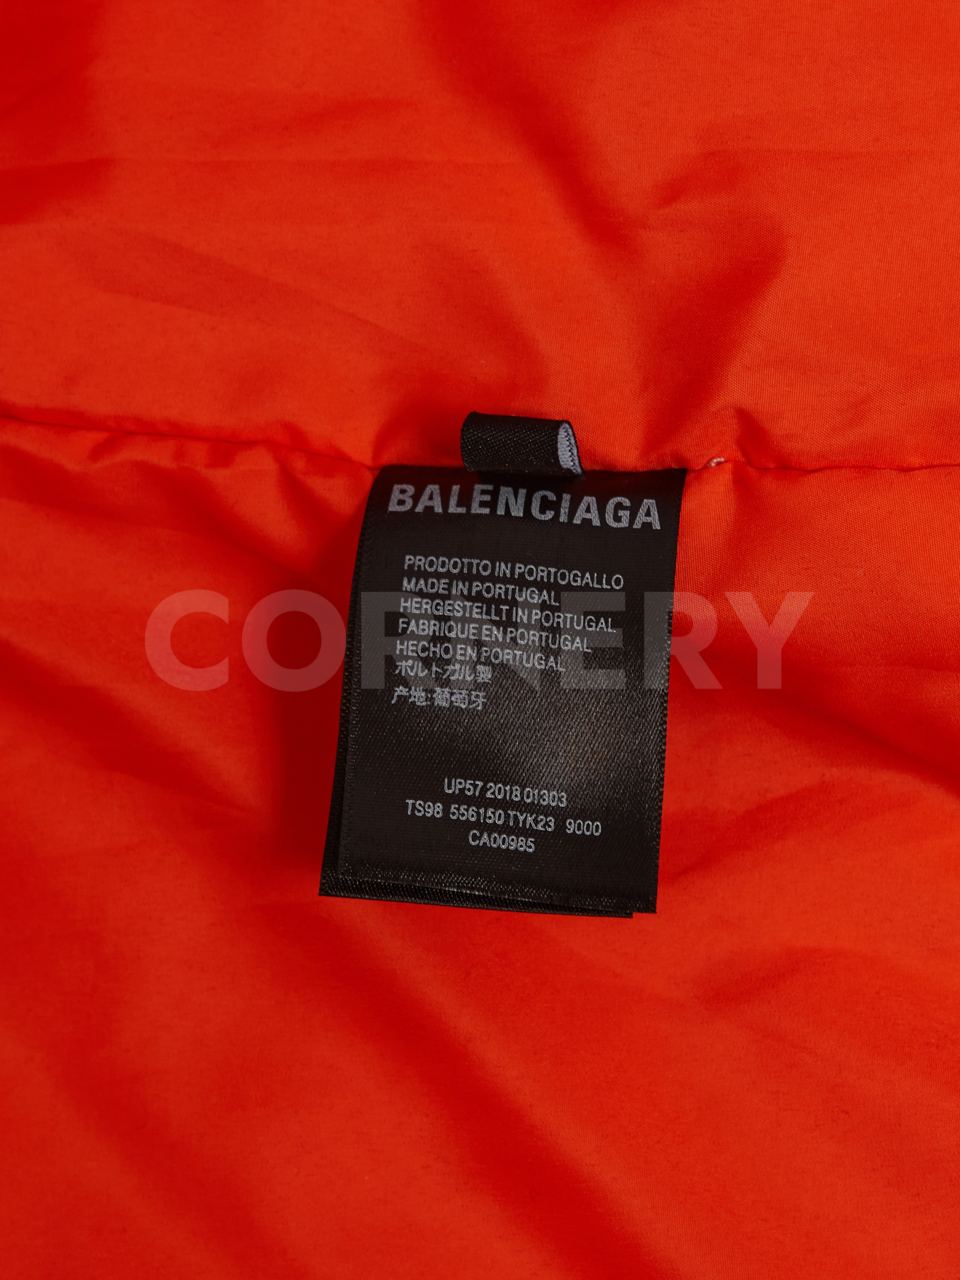 BALENCIAGA
PRODOTTO IN PORTOGALLO
MADE IN PORTUGAL
HERGESTELLT IN PORTUGAL
FABRIQUE EN PORTUGAL
HECHO EN PORTUGAL
ポルトガル製
产地:葡萄牙
CORNERY
UP57 2018 01303
TS98 556150 TYK23 9000
CA00985